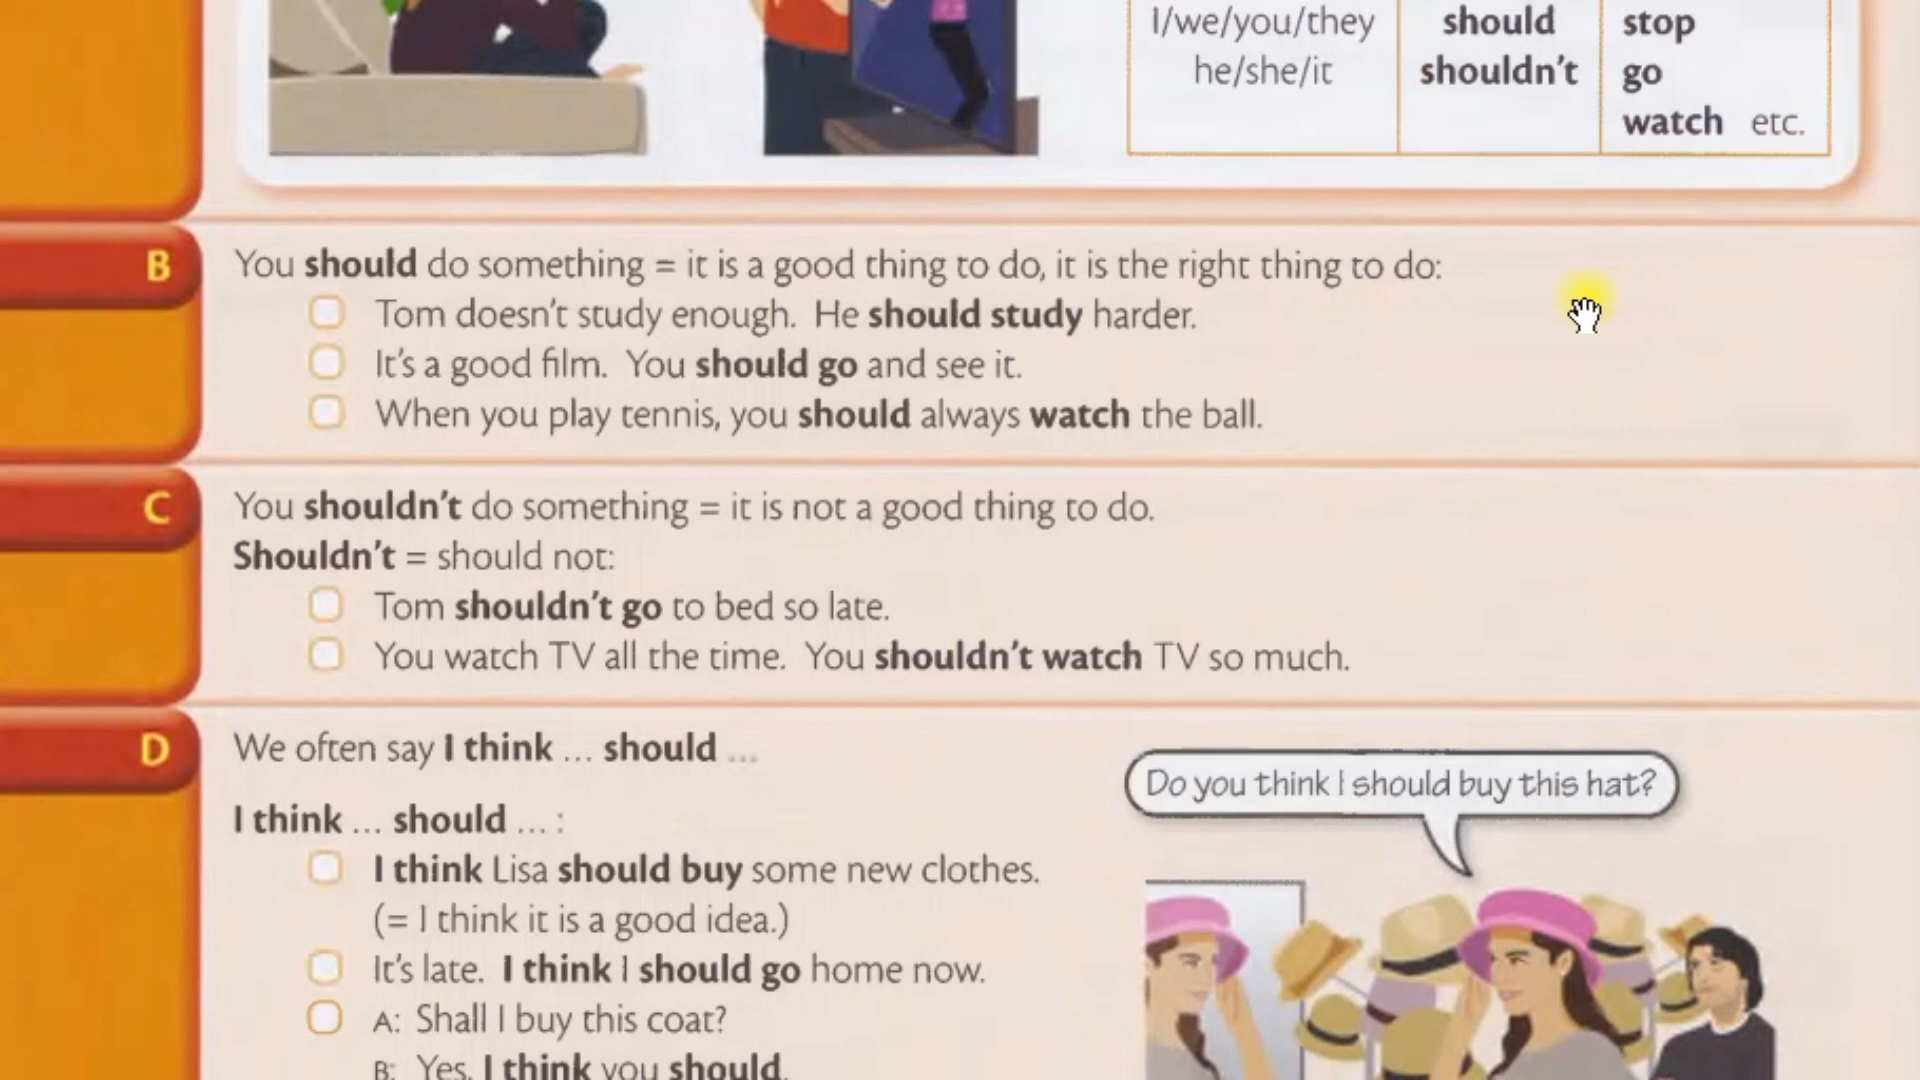 I/we/you/they should stop
he/she/it shouldn't go
watch etc.
B You should do something = it is a good thing to do, it is the right thing to do:
Tom doesn't study enough. He should study harder.
It's a good film. You should go and see it.
When you play tennis, you should always watch the ball.
C You shouldn't do something = it is not a good thing to do.
Shouldn't = should not:
Tom shouldn't go to bed so late.
You watch TV all the time. You shouldn't watch TV so much.
D We often say I think ... should ...
I think ... should ... :
I think Lisa should buy some new clothes.
(= I think it is a good idea.)
It's late. I think I should go home now.
A: Shall I buy this coat?
B: Yes, I think you should.
Do you think I should buy this hat?